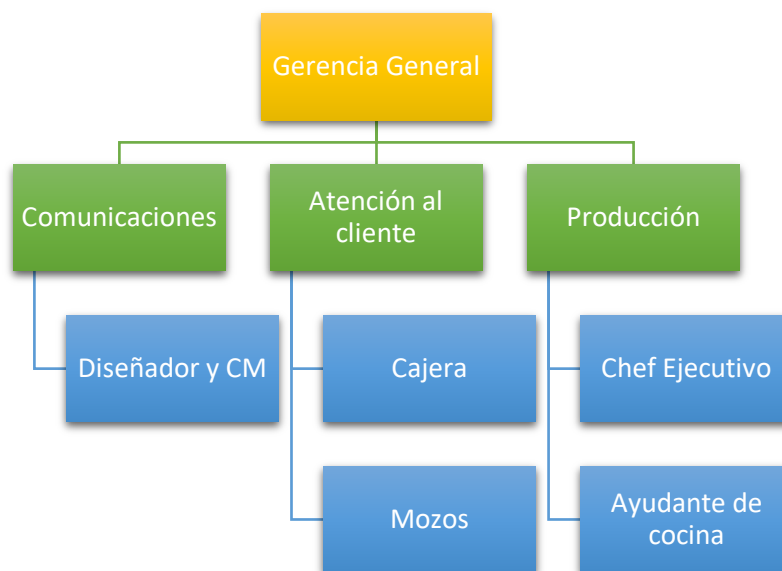 Gerencia General
Comunicaciones
Atención al
cliente
Producción
Diseñador y CM
Cajera
Chef Ejecutivo
Mozos
Ayudante de
cocina